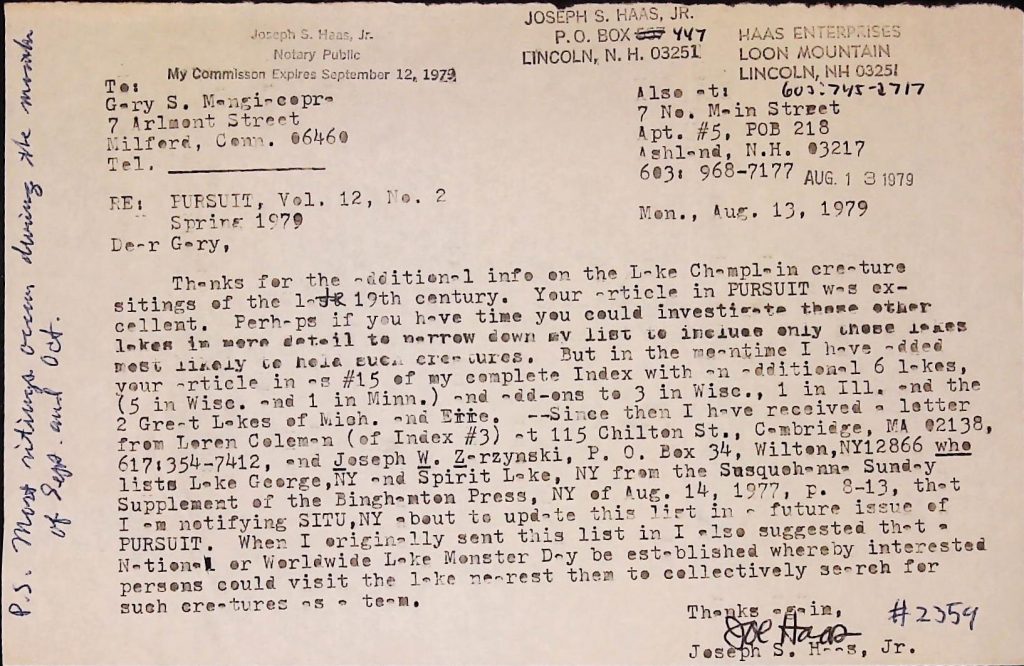 P.S. Most sitings occur during the months
of Sept. and Oct.
Joseph S. Haas, Jr.
Notary Public
My Commisson Expires September 12, 1979
JOSEPH S. HAAS, JR.
P.O. BOX 447
LINCOLN, N. H. 03251
HAAS ENTERPRISES
LOON MOUNTAIN
LINCOLN, NH 03251
603:745-2717
To:
Gary S. Mangiacopra
7 Arlmont Street
Milford, Conn. 06460
Tel.
Also at:
7 No. Main Street
Apt. #5, POB 218
Ashland, N.H. 03217
603: 968-7177
AUG. 1 3 1979
RE: PURSUIT, Vol. 12, No. 2
" Spring 1979
Mon., Aug. 13, 1979
Dear Gary,
Thanks for the additional info on the Lake Champlain creature
sitings of the late 19th century. Your article in PURSUIT was ex-
cellent. Perhaps if you have time you could investigate these other
lakes in more detail to narrow down my list to include only those lakes
most likely to hold such creatures. But in the meantime I have added
your article in as #15 of my complete Index with an additional 6 lakes,
(5 in Wisc. and 1 in Minn.) and add-ons to 3 in Wisc., 1 in Ill. and the
2 Great Lakes of Mich. and Erie. --Since then I have received a letter
from Loren Coleman (of Index #3) at 115 Chilton St., Cambridge, MA 02138,
617:354-7412, and Joseph W. Zarzynski, P. O. Box 34, Wilton,NY12866 who
lists Lake George,NY and Spirit Lake, NY from the Susquehanna Sunday
Supplement of the Binghamton Press, NY of Aug. 14, 1977, p. 8-13, that
I am notifying SITU,NY about to update this list in a future issue of
PURSUIT. When I originally sent this list in I also suggested that a
National or Worldwide Lake Monster Day be established whereby interested
persons could visit the lake nearest them to collectively search for
such creatures as a team.
Thanks again,
Joe Haas
Joseph S. Haas, Jr.
#2359